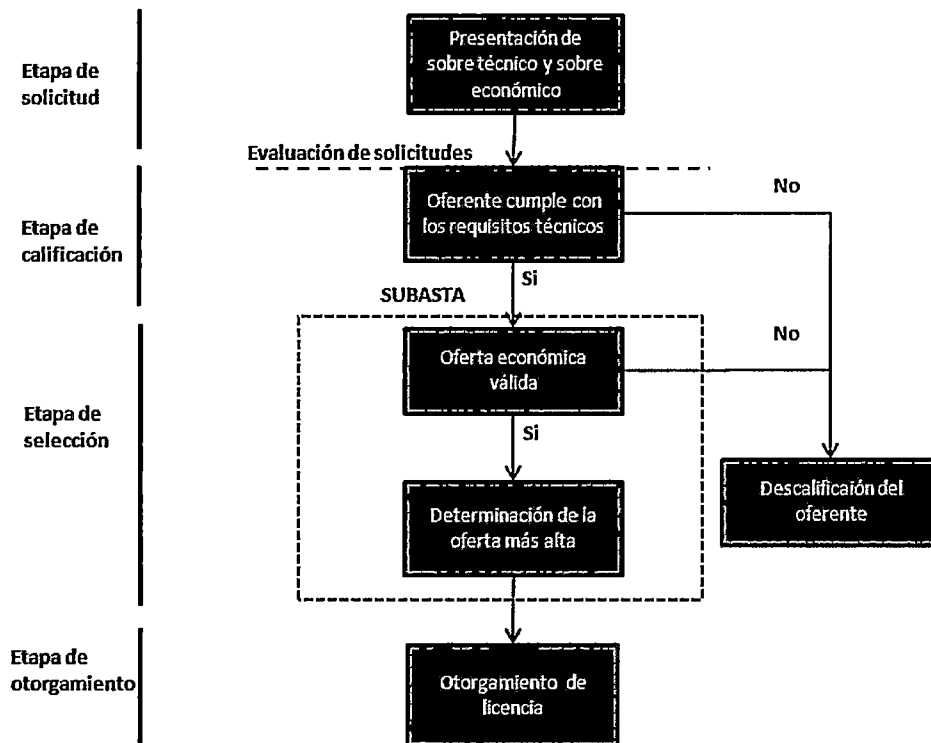 Etapa de
solicitud
Presentación de
sobre técnico y sobre
económico
Evaluación de solicitudes
Etapa de
calificación
Oferente cumple con
los requisitos técnicos
No
Si
SUBASTA
Etapa de
selección
Oferta económica
válida
No
Si
Determinación de la
oferta más alta
Descalificaión del
oferente
Etapa de
otorgamiento
Otorgamiento de
licencia